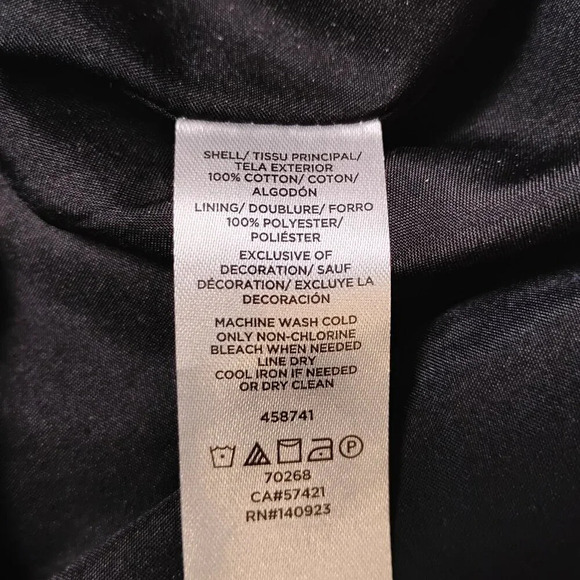 SHELL/ TISSU PRINCIPAL/
TELA EXTERIOR
100% COTTON/ COTON/
ALGODÓN
LINING/ DOUBLURE/ FORRO
100% POLYESTER/
POLIÉSTER
EXCLUSIVE OF
DECORATION/ SAUF
DÉCORATION/ EXCLUYE LA
DECORACIÓN
MACHINE WASH COLD
ONLY NON-CHLORINE
BLEACH WHEN NEEDED
LINE DRY
COOL IRON IF NEEDED
OR DRY CLEAN
458741
P
70268
CA#57421
RN#140923